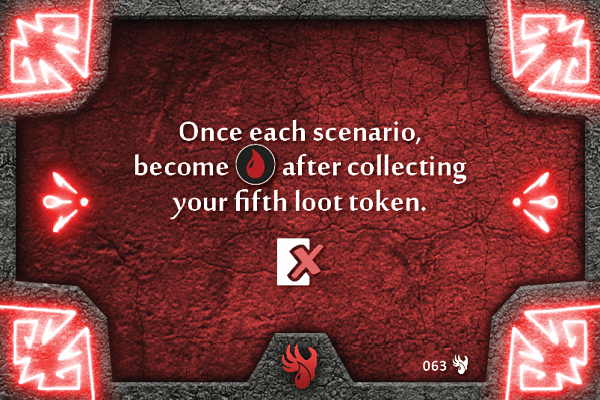 Once each scenario,
become after collecting
your fifth loot token.
063